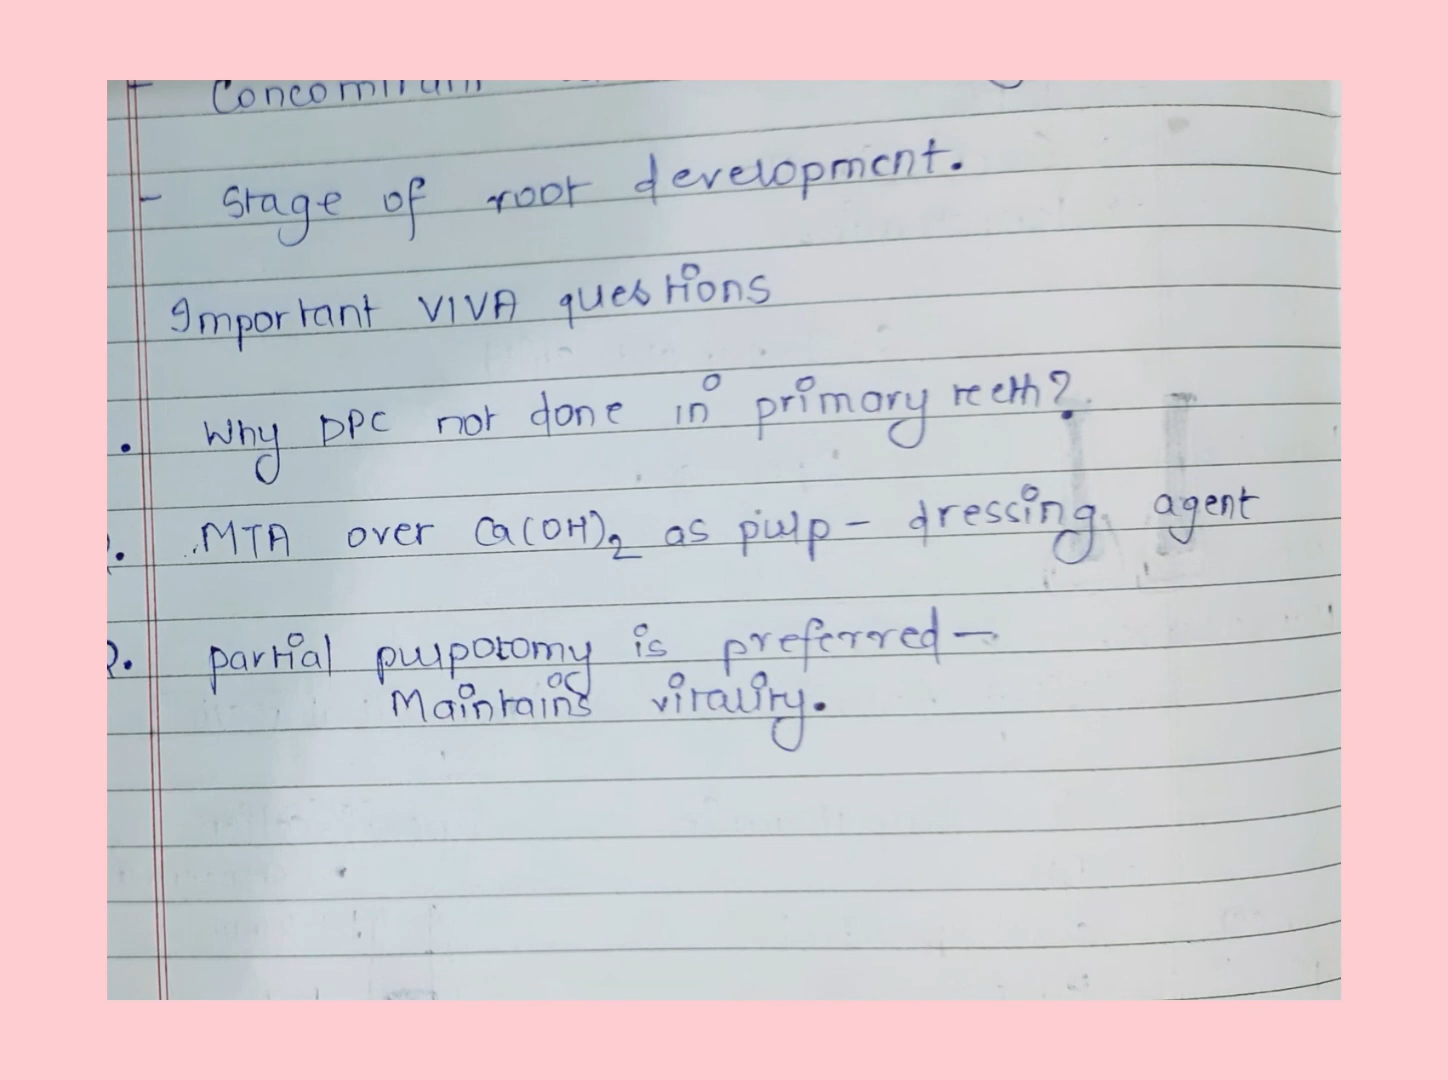 - Stage of root development.
Important VIVA questions
. Why DPC not done in primary teeth?
. MTA over Ca(OH)2 as pulp - dressing agent
. partial pulpotomy is preferred -
Maintains vitality.